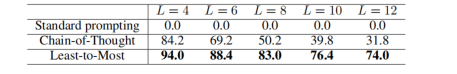 L = 4 L = 6 L = 8 L = 10 L = 12
Standard prompting 0.0 0.0 0.0 0.0 0.0
Chain-of-Thought 84.2 69.2 50.2 39.8 31.8
Least-to-Most 94.0 88.4 83.0 76.4 74.0